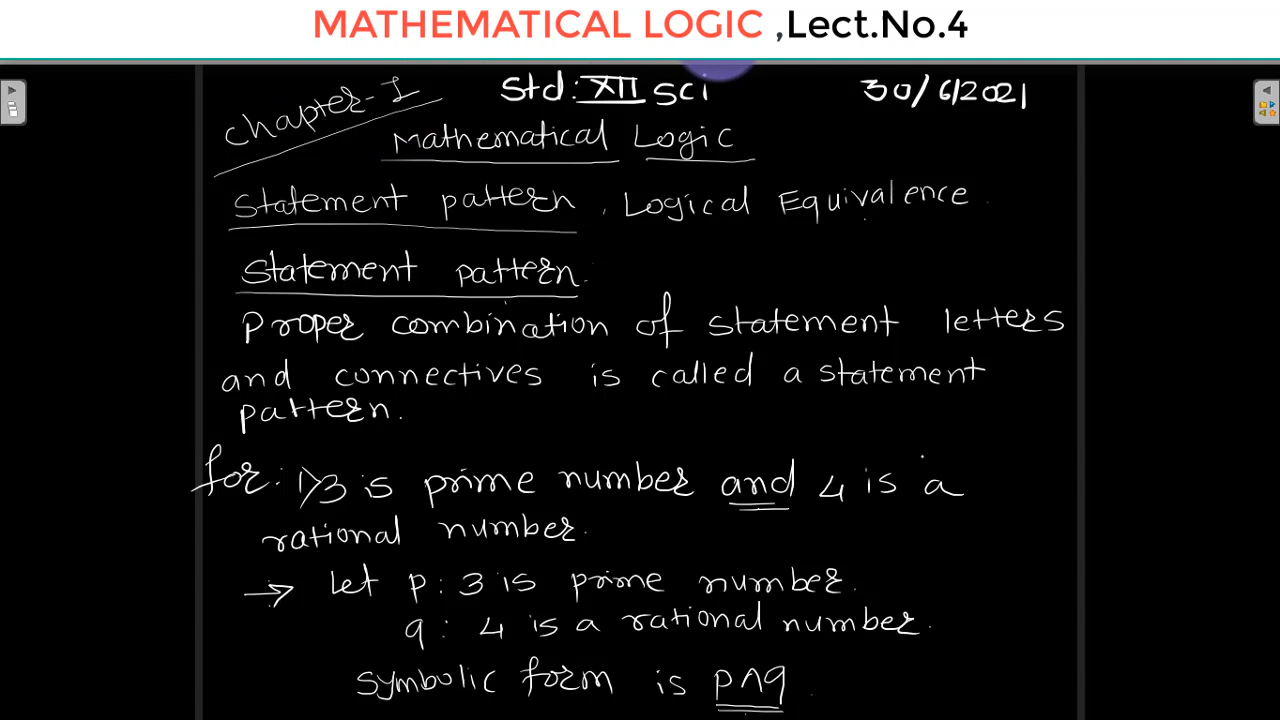 MATHEMATICAL LOGIC ,Lect.No.4
Std: XII SCI 30/6/2021
Chapter-I
Mathematical Logic
Statement pattern, Logical Equivalence
Statement pattern.
Proper combination of statement letters
and connectives is called a statement
pattern.
for: 1>3 is prime number and 4 is a
rational number.
→ Let p: 3 is prime number.
q: 4 is a rational number.
Symbolic form is p∧q